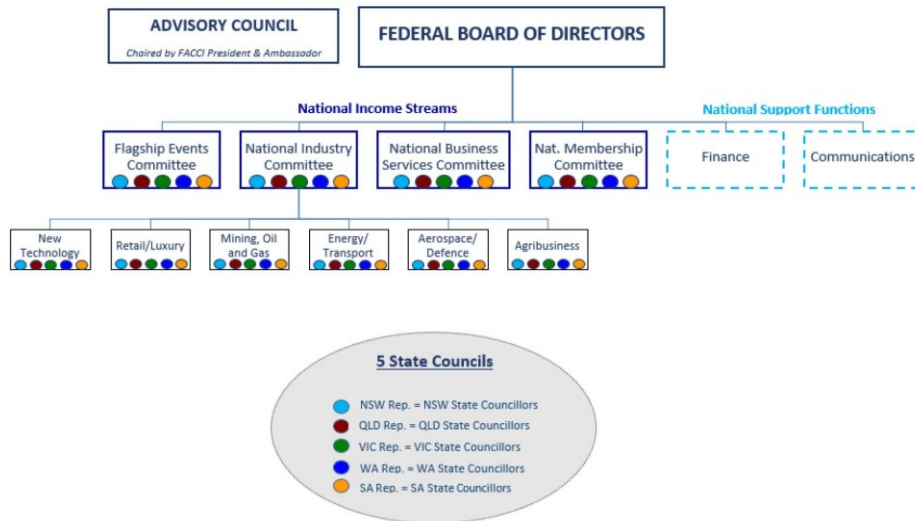 ADVISORY COUNCIL
Chaired by FACCI President & Ambassador
FEDERAL BOARD OF DIRECTORS
National Income Streams
National Support Functions
Flagship Events
Committee
National Industry
Committee
National Business
Services Committee
Nat. Membership
Committee
Finance
Communications
New
Technology
Retail/Luxury
Mining, Oil
and Gas
Energy/
Transport
Aerospace/
Defence
Agribusiness
5 State Councils
NSW Rep. = NSW State Councillors
QLD Rep. = QLD State Councillors
VIC Rep. = VIC State Councillors
WA Rep. = WA State Councillors
SA Rep. = SA State Councillors